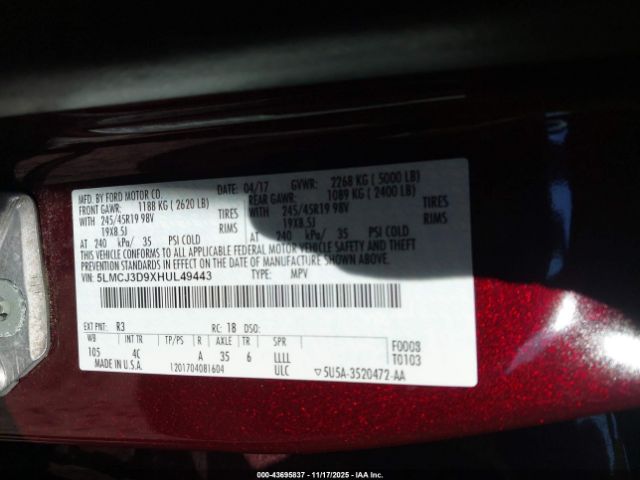 MFD. BY FORD MOTOR CO.
DATE: 04/17 GVWR: 2268 KG ( 5000 LB)
FRONT GAWR: 1188 KG ( 2620 LB) REAR GAWR: 1089 KG ( 2400 LB)
WITH 245/45R19 98V TIRES WITH 245/45R19 98V TIRES
19X8.5J RIMS 19X8.5J RIMS
AT 240 kPa/ 35 PSI COLD AT 240 kPa/ 35 PSI COLD
THIS VEHICLE CONFORMS TO ALL APPLICABLE FEDERAL MOTOR VEHICLE SAFETY AND BUMPER
AND THEFT PREVENTION STANDARDS IN EFFECT ON THE DATE OF MANUFACTURE SHOWN ABOVE.
VIN: 5LMCJ3D9XHUL49443 TYPE: MPV
EXT PNT: R3 RC: 18 DSO: F0003
WB INT TR TP/PS R AXLE TR SPR T0103
105 4C A 35 6 LLLL
MADE IN U.S.A. I201704081604 ULC ▽5U5A-3520472-AA
000-43695837 - 11/17/2025 - IAAI, INC.